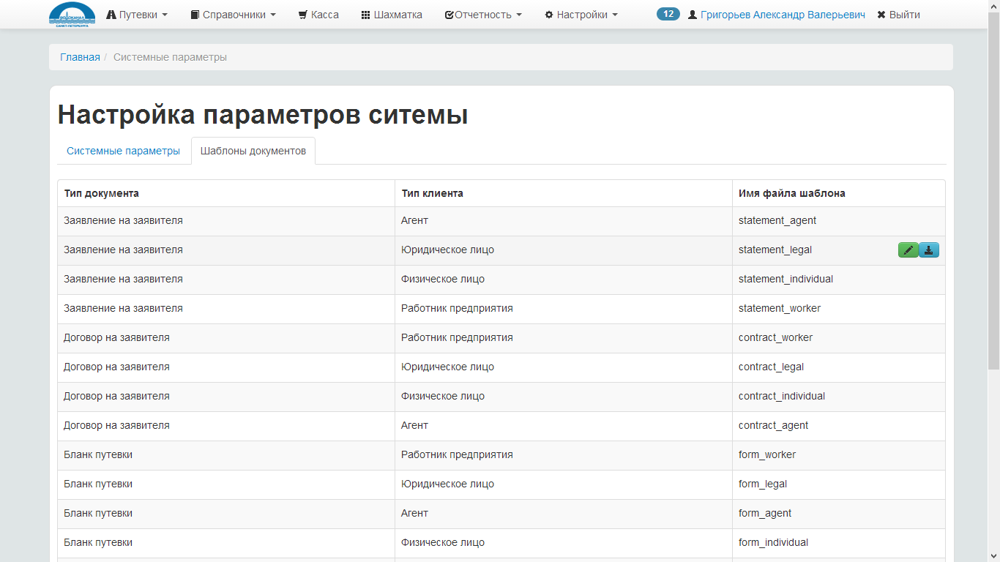 ВОДОКАНАЛ
САНКТ-ПЕТЕРБУРГА
Путевки Справочники Касса Шахматка Отчетность Настройки 12 Григорьев Александр Валерьевич Выйти
Главная / Системные параметры
Настройка параметров ситемы
Системные параметры Шаблоны документов
Тип документа Тип клиента Имя файла шаблона
Заявление на заявителя Агент statement_agent
Заявление на заявителя Юридическое лицо statement_legal
Заявление на заявителя Физическое лицо statement_individual
Заявление на заявителя Работник предприятия statement_worker
Договор на заявителя Работник предприятия contract_worker
Договор на заявителя Юридическое лицо contract_legal
Договор на заявителя Физическое лицо contract_individual
Договор на заявителя Агент contract_agent
Бланк путевки Работник предприятия form_worker
Бланк путевки Юридическое лицо form_legal
Бланк путевки Агент form_agent
Бланк путевки Физическое лицо form_individual